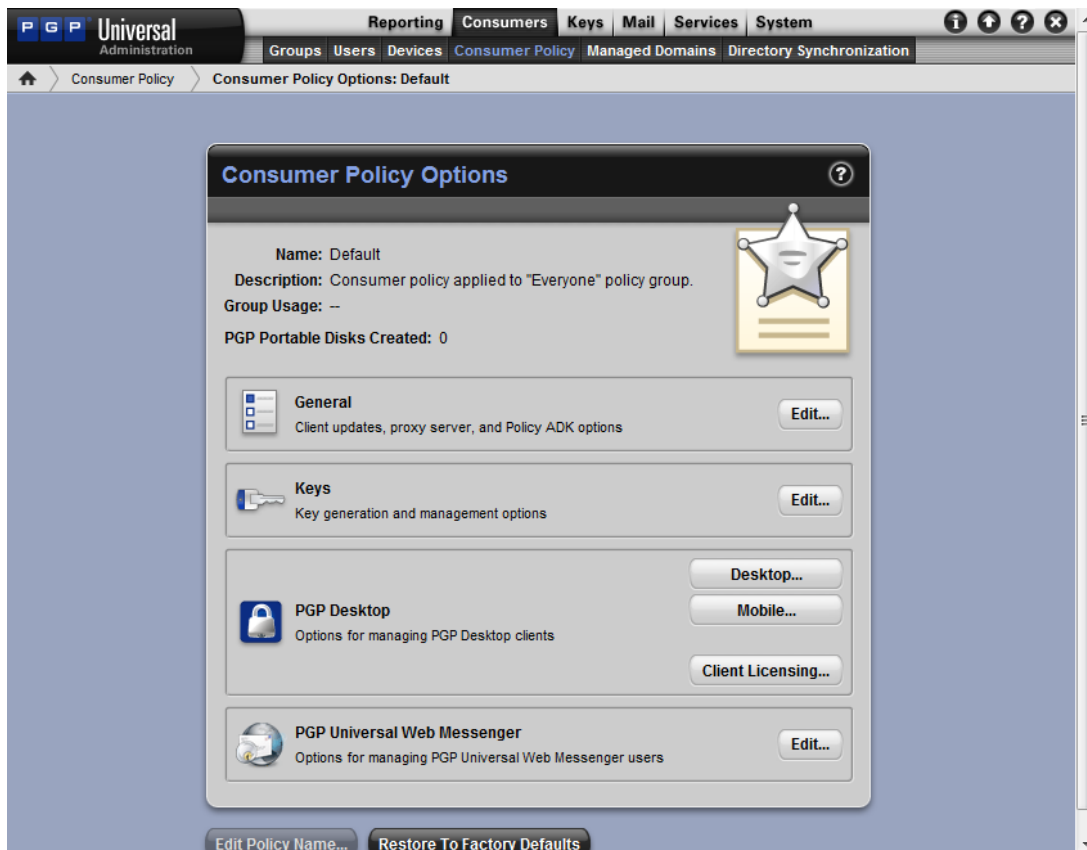 PGP Universal
Administration
Reporting Consumers Keys Mail Services System
Groups Users Devices Consumer Policy Managed Domains Directory Synchronization
Consumer Policy Consumer Policy Options: Default
Consumer Policy Options
Name: Default
Description: Consumer policy applied to "Everyone" policy group.
Group Usage: --
PGP Portable Disks Created: 0
General
Client updates, proxy server, and Policy ADK options
Edit...
Keys
Key generation and management options
Edit...
Desktop...
PGP Desktop
Mobile...
Options for managing PGP Desktop clients
Client Licensing...
PGP Universal Web Messenger
Options for managing PGP Universal Web Messenger users
Edit...
Edit Policy Name... Restore To Factory Defaults